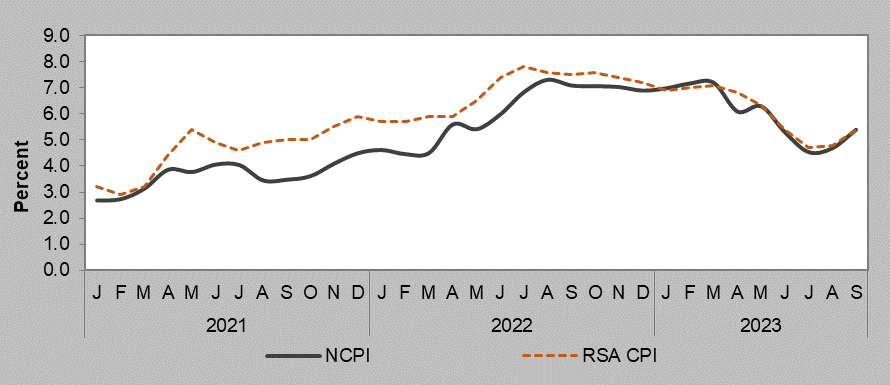 9.0
8.0
7.0
6.0
5.0
4.0
3.0
2.0
1.0
0.0
Percent
J F M A M J J A S O N D J F M A M J J A S O N D J F M A M J J A S
2021 2022 2023
NCPI RSA CPI